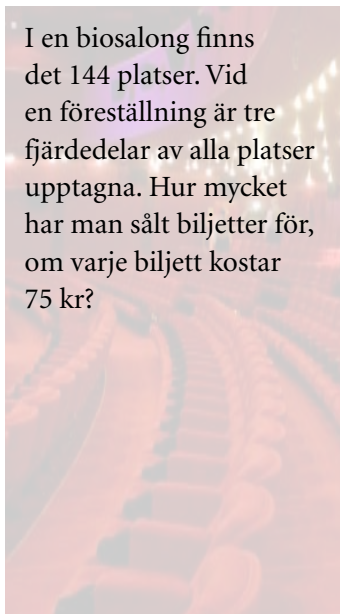 I en biosalong finns
det 144 platser. Vid
en föreställning är tre
fjärdedelar av alla platser
upptagna. Hur mycket
har man sålt biljetter för,
om varje biljett kostar
75 kr?